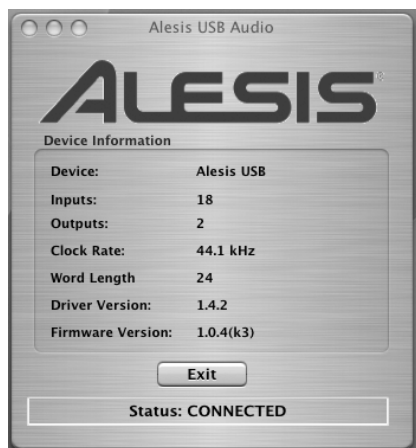 Alesis USB Audio
ALESIS
Device Information
Device: Alesis USB
Inputs: 18
Outputs: 2
Clock Rate: 44.1 kHz
Word Length 24
Driver Version: 1.4.2
Firmware Version: 1.0.4(k3)
Exit
Status: CONNECTED